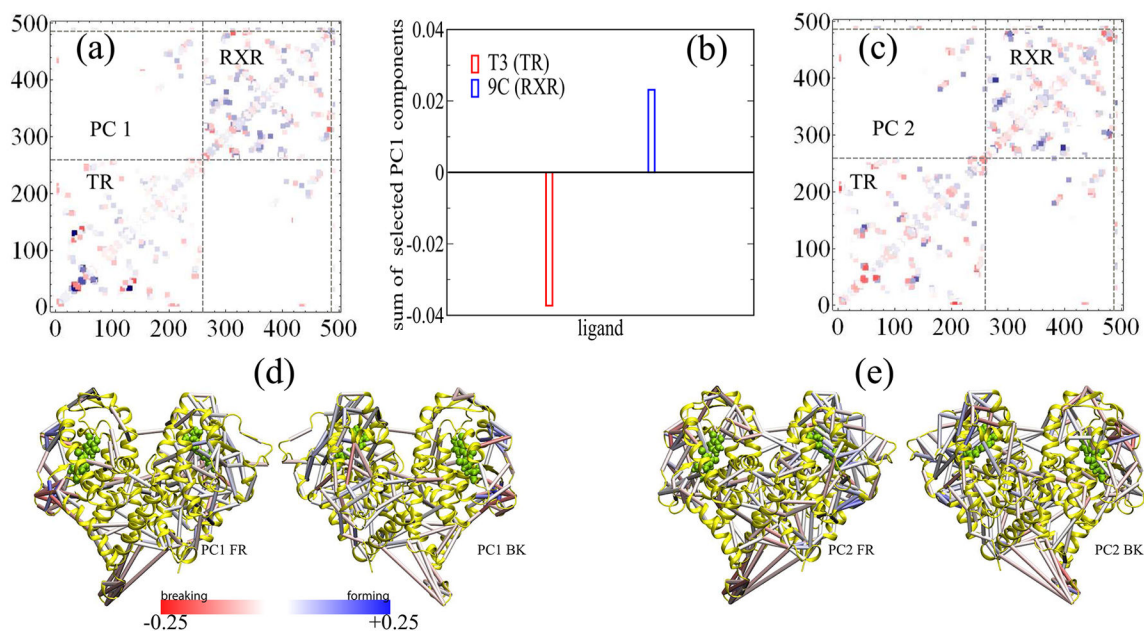 (a)
500
400
300
200
100
0
RXR
PC 1
TR
0 100 200 300 400 500
(b)
sum of selected PC1 components
0.04
0.02
0
-0.02
-0.04
T3 (TR)
9C (RXR)
ligand
(c)
500
400
300
200
100
0
RXR
PC 2
TR
0 100 200 300 400 500
(d)
PC1 FR
PC1 BK
breaking forming
-0.25 +0.25
(e)
PC2 FR
PC2 BK